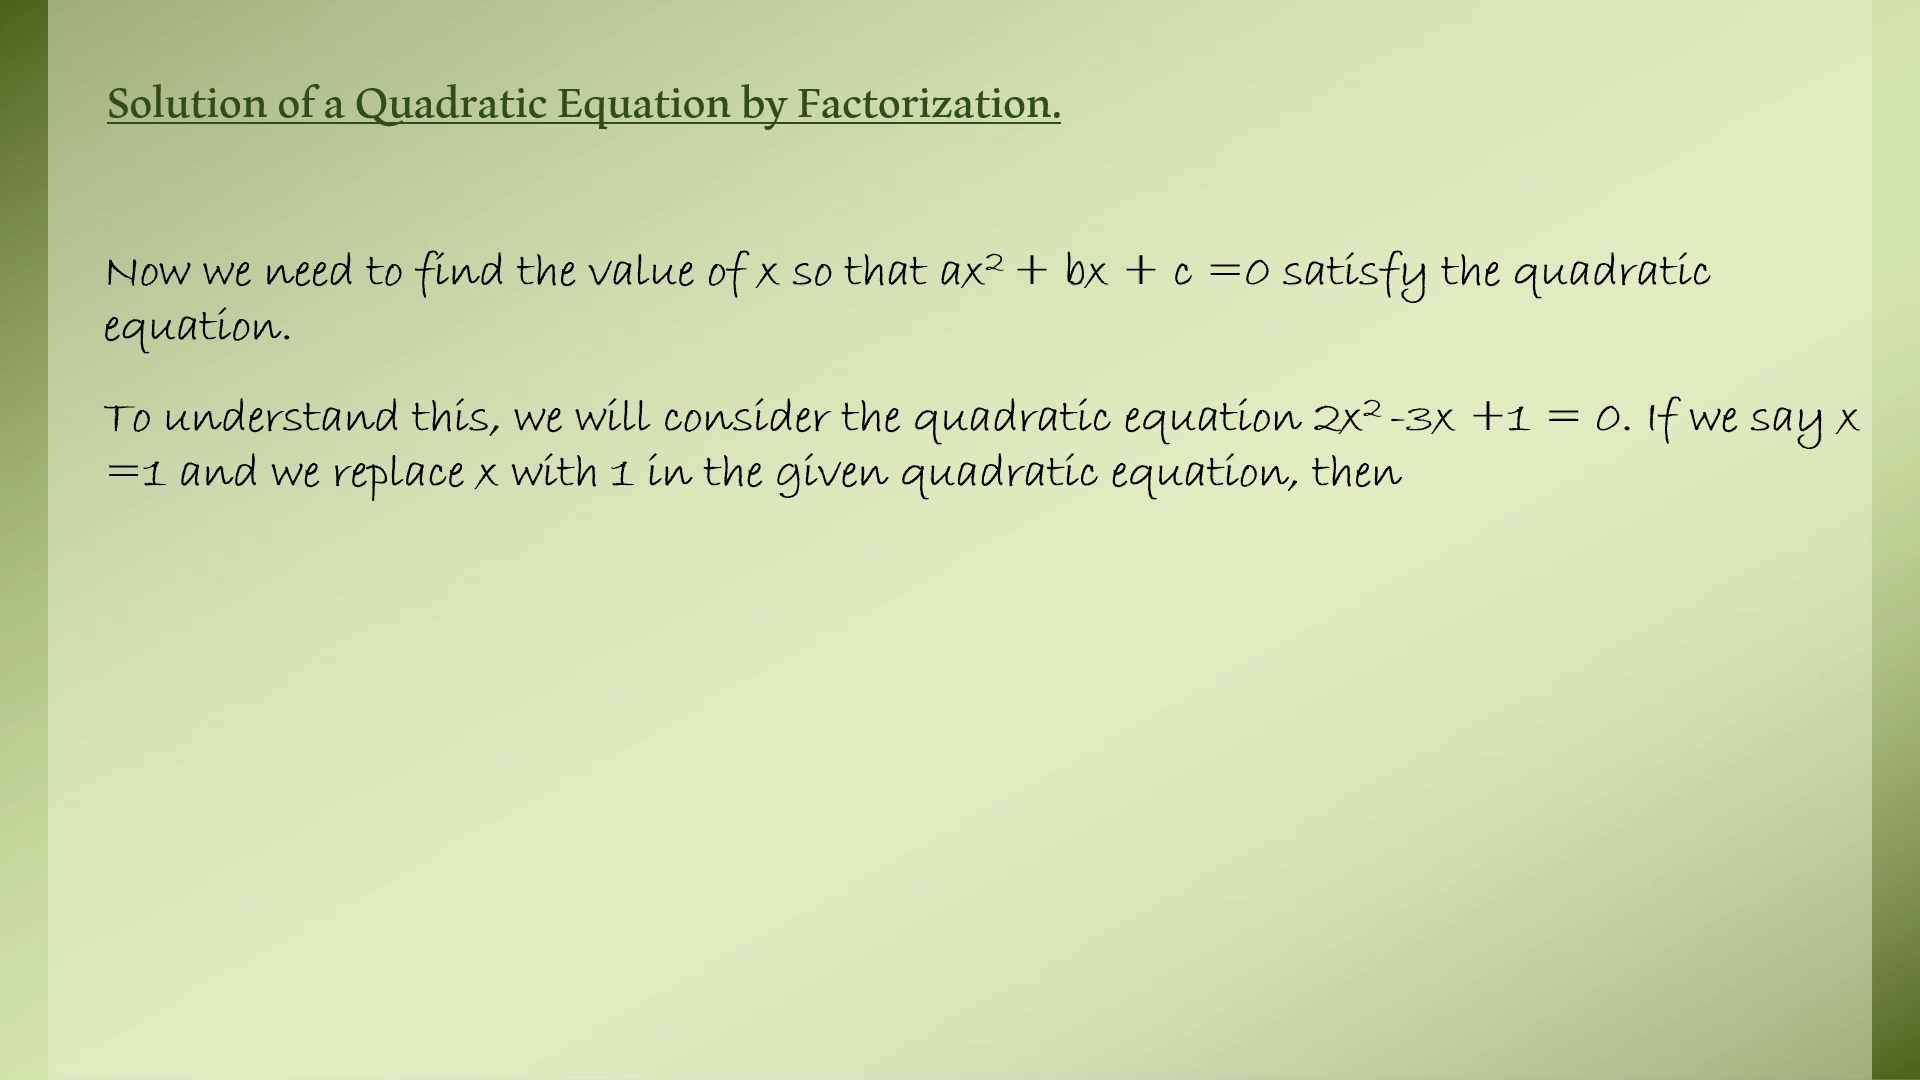 Solution of a Quadratic Equation by Factorization.
Now we need to find the value of x so that ax² + bx + c =0 satisfy the quadratic
equation.
To understand this, we will consider the quadratic equation 2x² -3x +1 = 0. If we say x
=1 and we replace x with 1 in the given quadratic equation, then